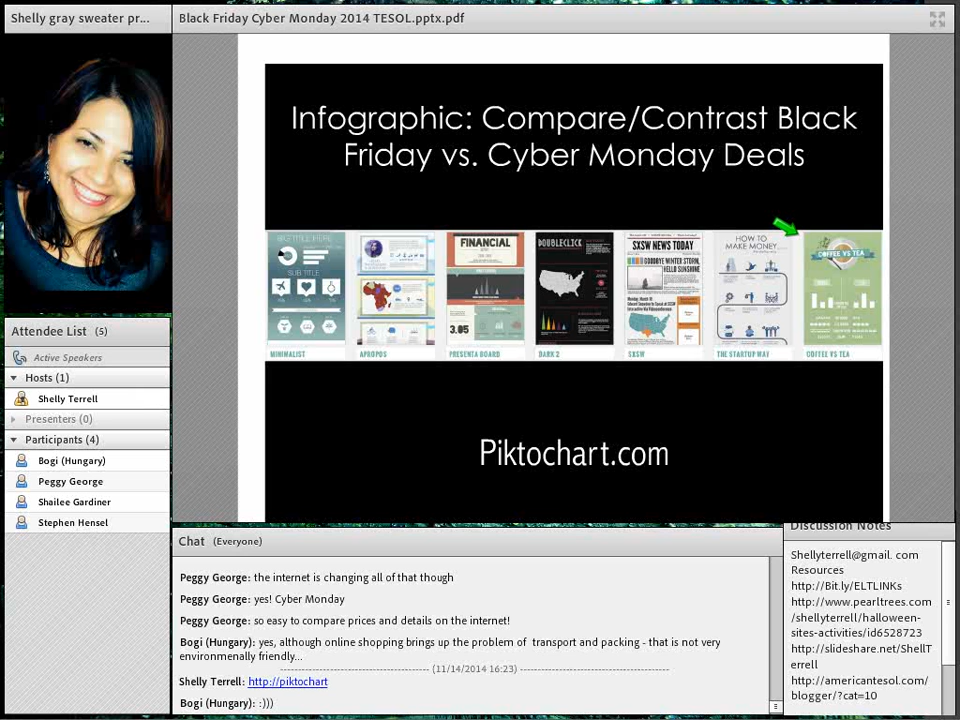 Shelly gray sweater pr...
Black Friday Cyber Monday 2014 TESOL.pptx.pdf
Infographic: Compare/Contrast Black
Friday vs. Cyber Monday Deals
SUB TITLE
FINANCIAL
3.05
DOUBLECLICK
SXSW NEWS TODAY
HOW TO
MAKE MONEY...
COFFEE VS TEA
MINIMALIST
APROPOS
PRESENTA BOARD
DARK 2
SXSW
THE STARTUP WAY
COFFEE VS TEA
Piktochart.com
Attendee List (5)
Active Speakers
Hosts (1)
Shelly Terrell
Presenters (0)
Participants (4)
Bogi (Hungary)
Peggy George
Shailee Gardiner
Stephen Hensel
Chat (Everyone)
Peggy George: the internet is changing all of that though
Peggy George: yes! Cyber Monday
Peggy George: so easy to compare prices and details on the internet!
Bogi (Hungary): yes, although online shopping brings up the problem of transport and packing - that is not very
environmenally friendly...
(11/14/2014 16:23)
Shelly Terrell: http://piktochart
Bogi (Hungary): :)))
Discussion Notes
Shellyterrell@gmail. com
Resources
http://Bit.ly/ELTLINKs
http://www.pearltrees.com
/shellyterrell/halloween-
sites-activities/id6528723
http://slideshare.net/ShellT
errell
http://americantesol.com/
blogger/?cat=10